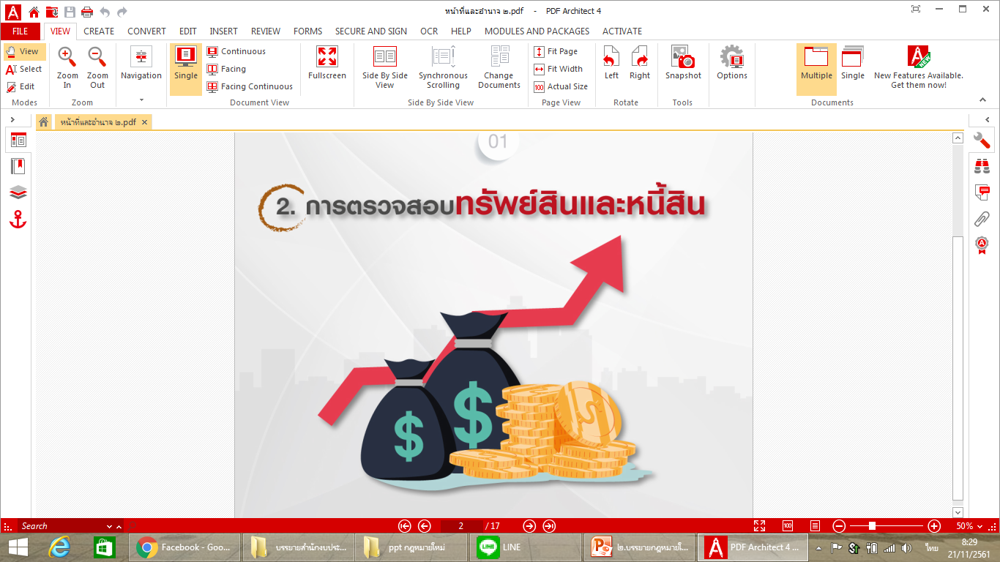 หน้าที่และอำนาจ ๒.pdf - PDF Architect 4
FILE VIEW CREATE CONVERT EDIT INSERT REVIEW FORMS SECURE AND SIGN OCR HELP MODULES AND PACKAGES ACTIVATE
View
Select
Edit
Modes
Zoom In
Zoom Out
Zoom
Navigation
Single
Continuous
Facing
Facing Continuous
Document View
Fullscreen
Side By Side View
Synchronous Scrolling
Change Documents
Side By Side View
Fit Page
Fit Width
100 Actual Size
Page View
Left
Right
Rotate
Snapshot
Tools
Options
Multiple
Single
Documents
NEW
New Features Available.
Get them now!
หน้าที่และอำนาจ ๒.pdf
01
2. การตรวจสอบทรัพย์สินและหนี้สิน
$ $
Search 2 / 17 100 50%
Facebook - Goo... บรรยายสำนักงบประ... ppt กฎหมายใหม่ LINE ๒.บรรยายกฎหมายใ... PDF Architect 4 ... ไทย 8:29
21/11/2561